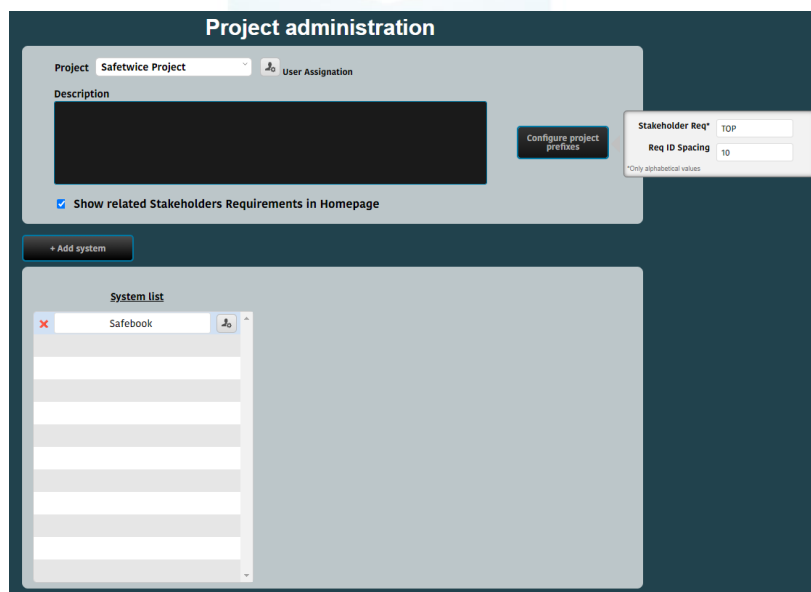 Project administration
Project Safetwice Project User Assignation
Description
Configure project
prefixes
Stakeholder Req* TOP
Req ID Spacing 10
*Only alphabetical values
Show related Stakeholders Requirements in Homepage
+ Add system
System list
Safebook